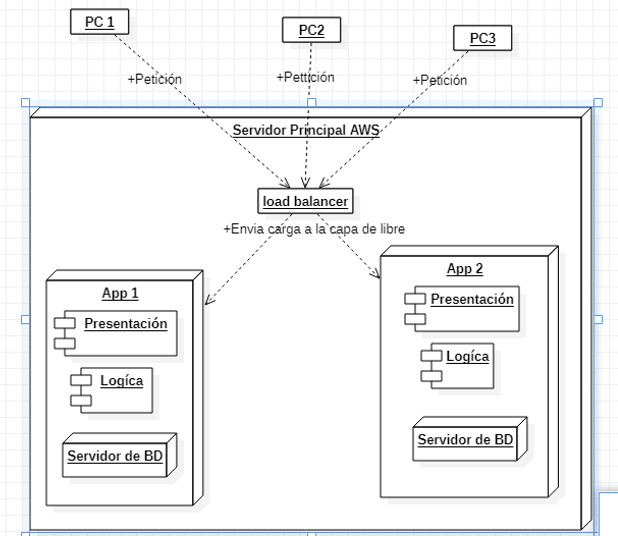 PC 1
PC2
PC3
+Petición
+Pettición
+Petición
Servidor Principal AWS
load balancer
+Envia carga a la capa de libre
App 1
Presentación
Logíca
Servidor de BD
App 2
Presentación
Logíca
Servidor de BD